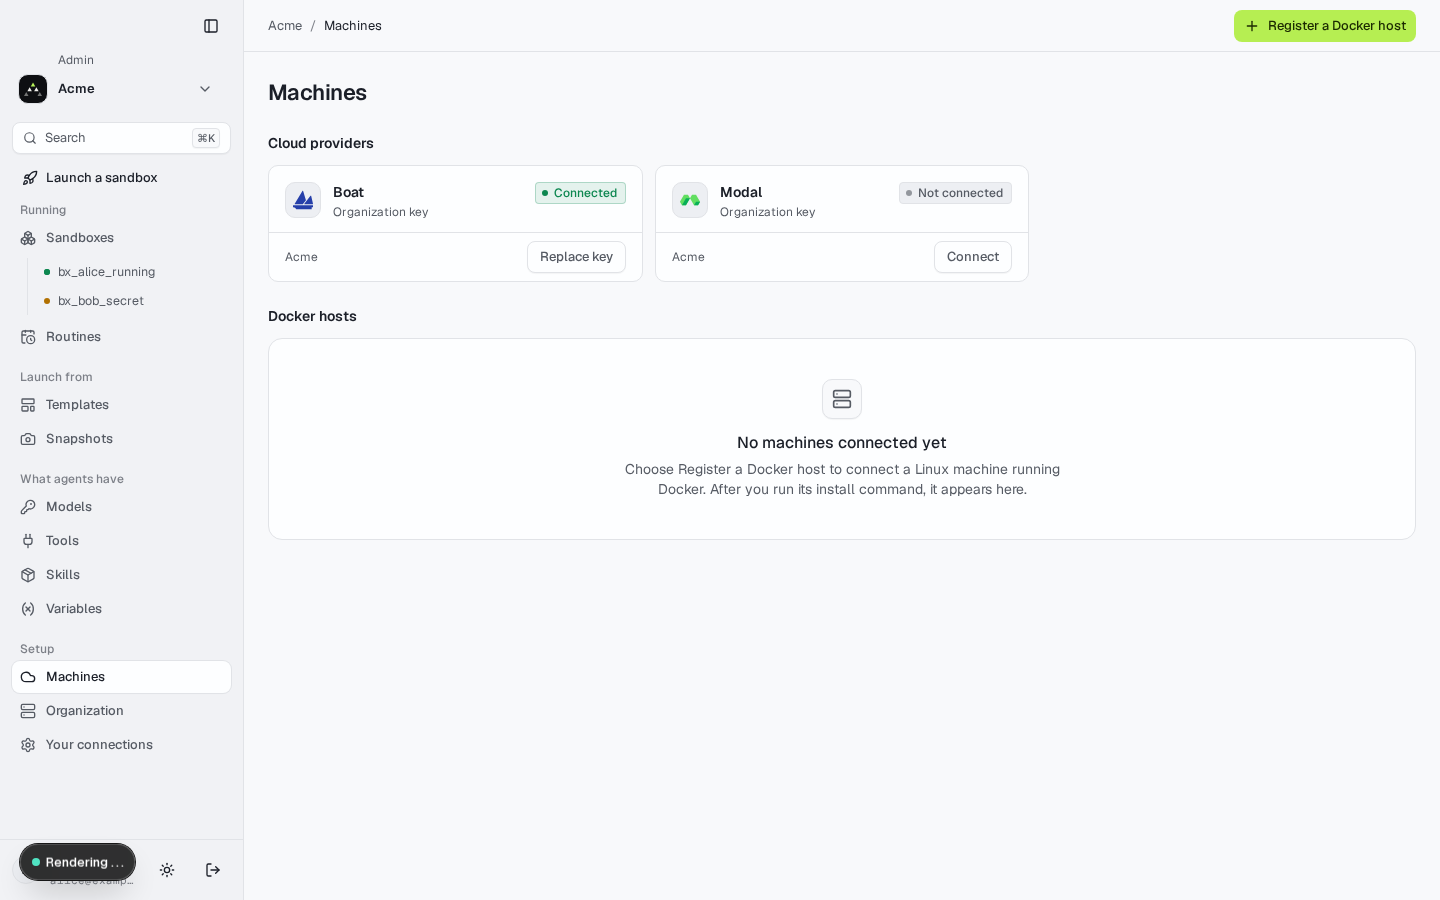 Acme / Machines
Register a Docker host
Admin
Acme
Search
⌘K
Launch a sandbox
Running
Sandboxes
bx_alice_running
bx_bob_secret
Routines
Launch from
Templates
Snapshots
What agents have
Models
Tools
Skills
Variables
Setup
Machines
Organization
Your connections
Rendering ...
Machines
Cloud providers
Boat
Organization key
Connected
Acme
Replace key
Modal
Organization key
Not connected
Acme
Connect
Docker hosts
No machines connected yet
Choose Register a Docker host to connect a Linux machine running
Docker. After you run its install command, it appears here.